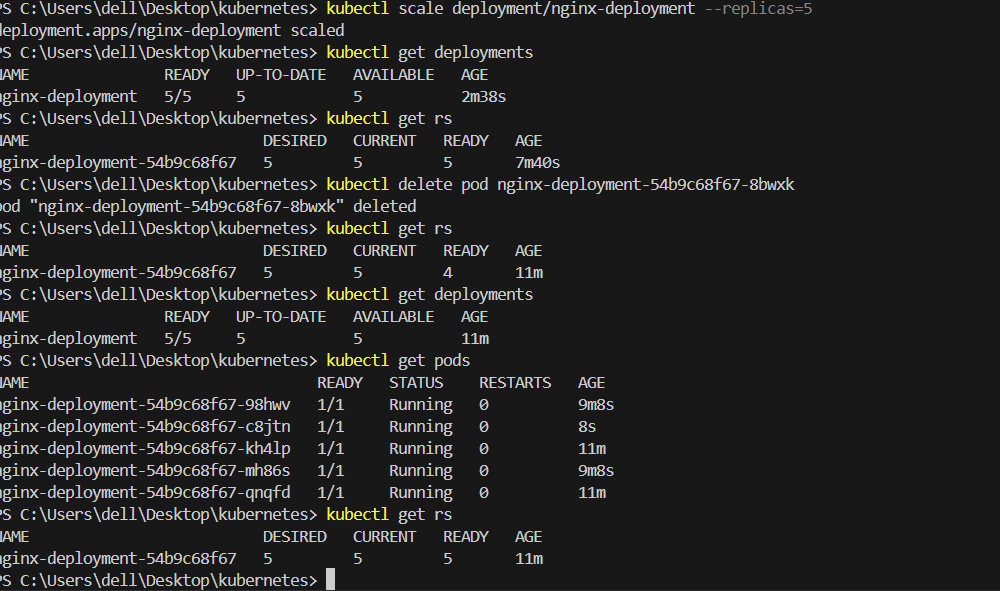 PS C:\Users\dell\Desktop\kubernetes> kubectl scale deployment/nginx-deployment --replicas=5
deployment.apps/nginx-deployment scaled
PS C:\Users\dell\Desktop\kubernetes> kubectl get deployments
NAME READY UP-TO-DATE AVAILABLE AGE
nginx-deployment 5/5 5 5 2m38s
PS C:\Users\dell\Desktop\kubernetes> kubectl get rs
NAME DESIRED CURRENT READY AGE
nginx-deployment-54b9c68f67 5 5 5 7m40s
PS C:\Users\dell\Desktop\kubernetes> kubectl delete pod nginx-deployment-54b9c68f67-8bwxk
pod "nginx-deployment-54b9c68f67-8bwxk" deleted
PS C:\Users\dell\Desktop\kubernetes> kubectl get rs
NAME DESIRED CURRENT READY AGE
nginx-deployment-54b9c68f67 5 5 4 11m
PS C:\Users\dell\Desktop\kubernetes> kubectl get deployments
NAME READY UP-TO-DATE AVAILABLE AGE
nginx-deployment 5/5 5 5 11m
PS C:\Users\dell\Desktop\kubernetes> kubectl get pods
NAME READY STATUS RESTARTS AGE
nginx-deployment-54b9c68f67-98hwv 1/1 Running 0 9m8s
nginx-deployment-54b9c68f67-c8jtn 1/1 Running 0 8s
nginx-deployment-54b9c68f67-kh4lp 1/1 Running 0 11m
nginx-deployment-54b9c68f67-mh86s 1/1 Running 0 9m8s
nginx-deployment-54b9c68f67-qnqfd 1/1 Running 0 11m
PS C:\Users\dell\Desktop\kubernetes> kubectl get rs
NAME DESIRED CURRENT READY AGE
nginx-deployment-54b9c68f67 5 5 5 11m
PS C:\Users\dell\Desktop\kubernetes>